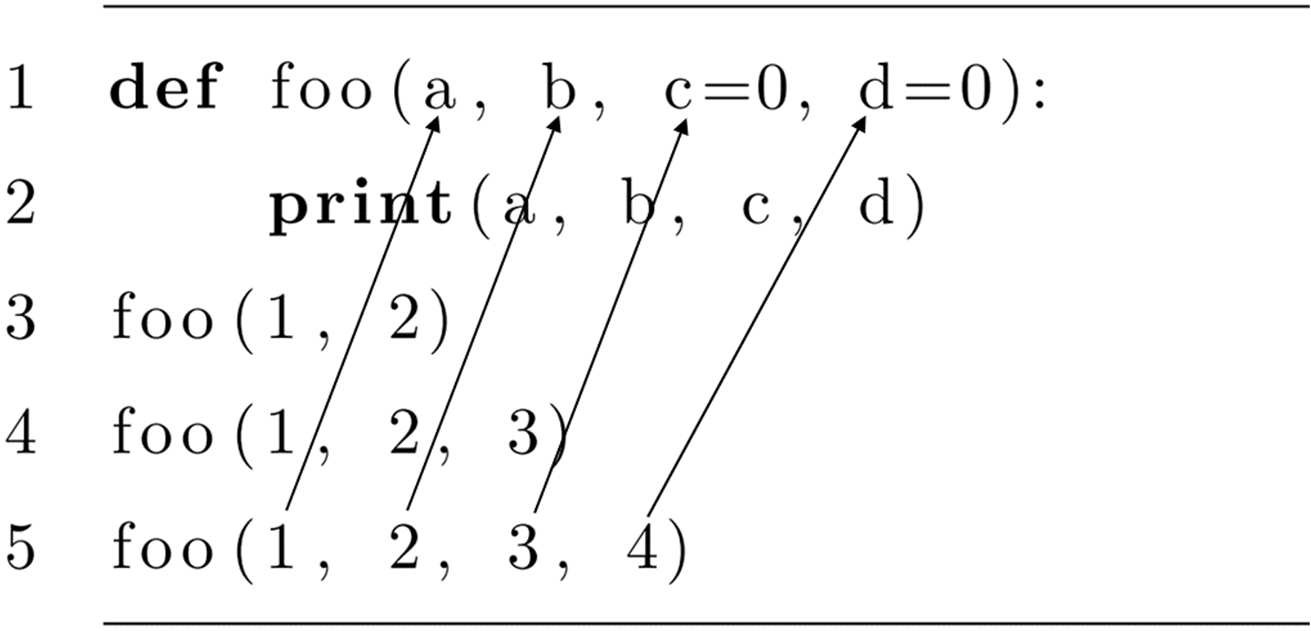 1 def foo(a, b, c=0, d=0):
2 print(a, b, c, d)
3 foo(1, 2)
4 foo(1, 2, 3)
5 foo(1, 2, 3, 4)